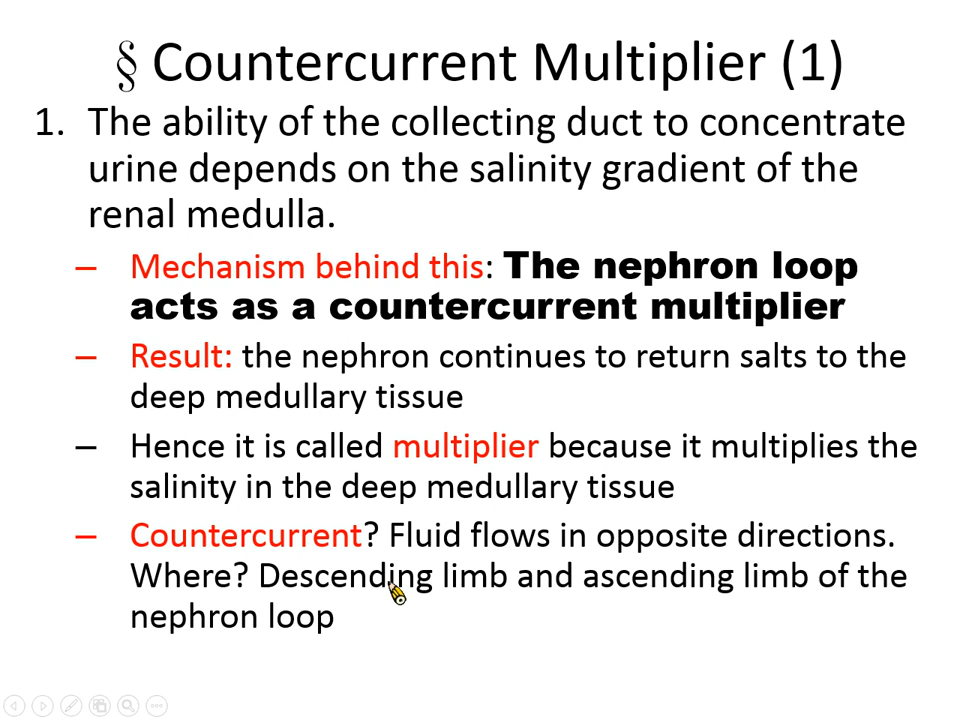 § Countercurrent Multiplier (1)
1. The ability of the collecting duct to concentrate
urine depends on the salinity gradient of the
renal medulla.
– Mechanism behind this: The nephron loop
acts as a countercurrent multiplier
– Result: the nephron continues to return salts to the
deep medullary tissue
– Hence it is called multiplier because it multiplies the
salinity in the deep medullary tissue
– Countercurrent? Fluid flows in opposite directions.
Where? Descending limb and ascending limb of the
nephron loop